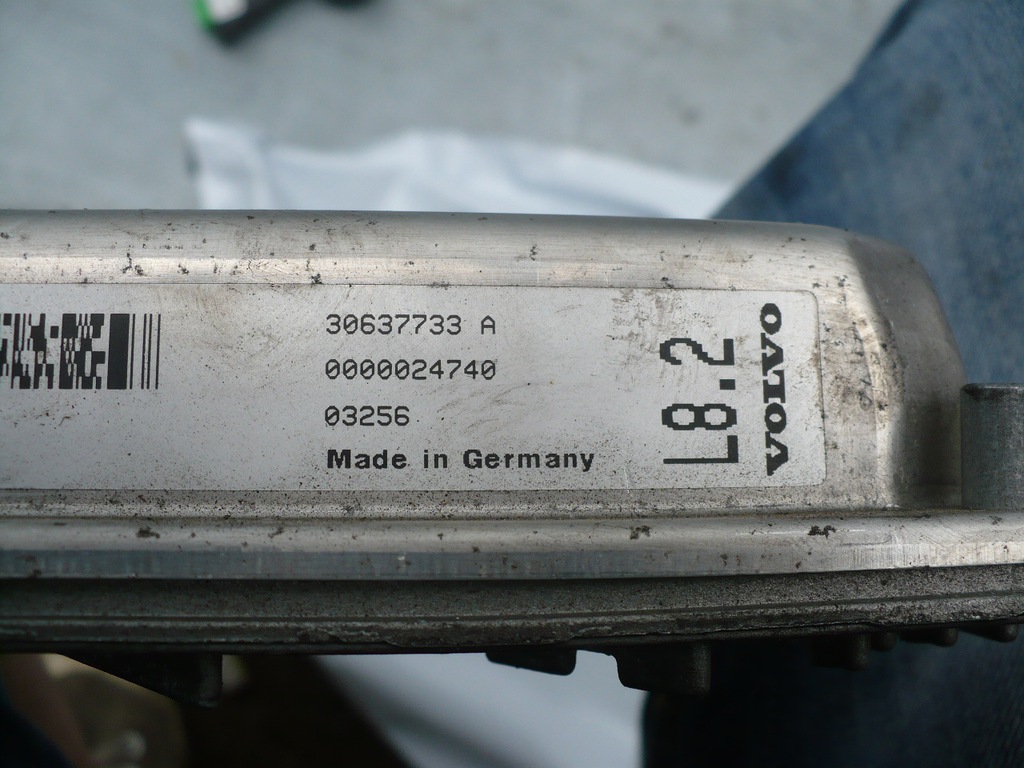 30637733 A
0000024740
03256
Made in Germany
L8.2
VOLVO